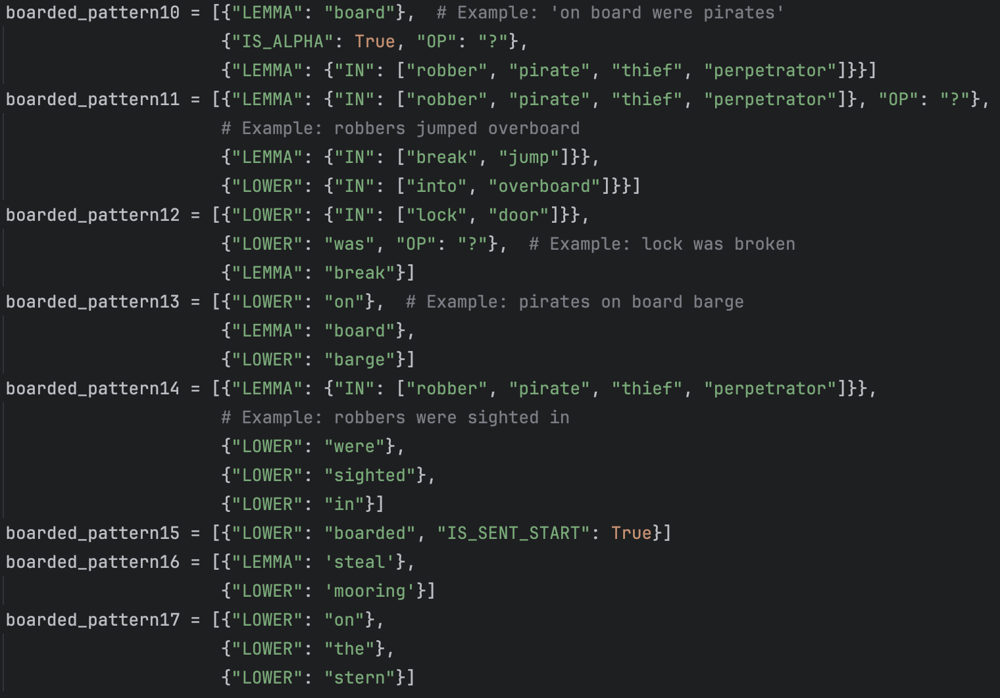 boarded_pattern10 = [{"LEMMA": "board"},  # Example: 'on board were pirates'
                     {"IS_ALPHA": True, "OP": "?"},
                     {"LEMMA": {"IN": ["robber", "pirate", "thief", "perpetrator"]}}]
boarded_pattern11 = [{"LEMMA": {"IN": ["robber", "pirate", "thief", "perpetrator"]}, "OP": "?"},
                     # Example: robbers jumped overboard
                     {"LEMMA": {"IN": ["break", "jump"]}},
                     {"LOWER": {"IN": ["into", "overboard"]}}]
boarded_pattern12 = [{"LOWER": {"IN": ["lock", "door"]}},
                     {"LOWER": "was", "OP": "?"},  # Example: lock was broken
                     {"LEMMA": "break"}]
boarded_pattern13 = [{"LOWER": "on"},  # Example: pirates on board barge
                     {"LEMMA": "board"},
                     {"LOWER": "barge"}]
boarded_pattern14 = [{"LEMMA": {"IN": ["robber", "pirate", "thief", "perpetrator"]}},
                     # Example: robbers were sighted in
                     {"LOWER": "were"},
                     {"LOWER": "sighted"},
                     {"LOWER": "in"}]
boarded_pattern15 = [{"LOWER": "boarded", "IS_SENT_START": True}]
boarded_pattern16 = [{"LEMMA": 'steal'},
                     {"LOWER": 'mooring'}]
boarded_pattern17 = [{"LOWER": "on"},
                     {"LOWER": "the"},
                     {"LOWER": "stern"}]